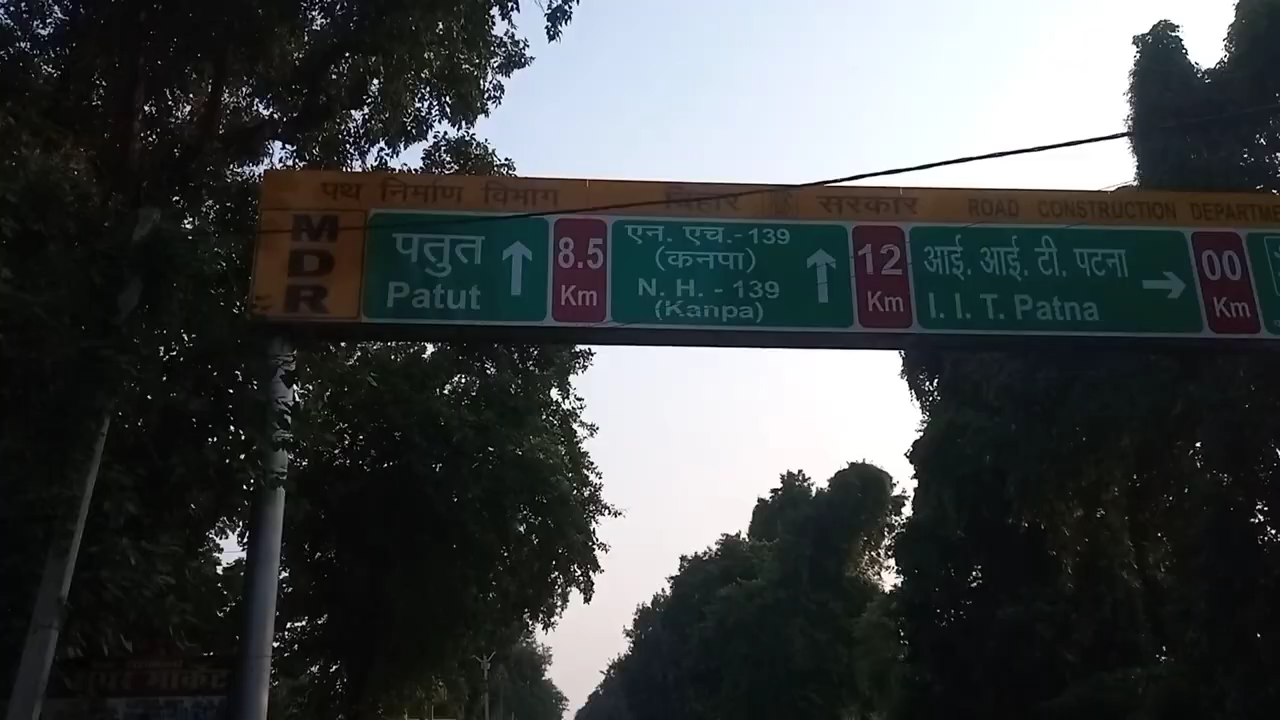 पथ निर्माण विभाग बिहार सरकार ROAD CONSTRUCTION
MDR
पतुत
Patut
8.5
Km
एन. एच.-139
(कनपा)
N. H. - 139
(Kanpa)
12
Km
आई. आई. टी. पटना
I. I. T. Patna
00
Km